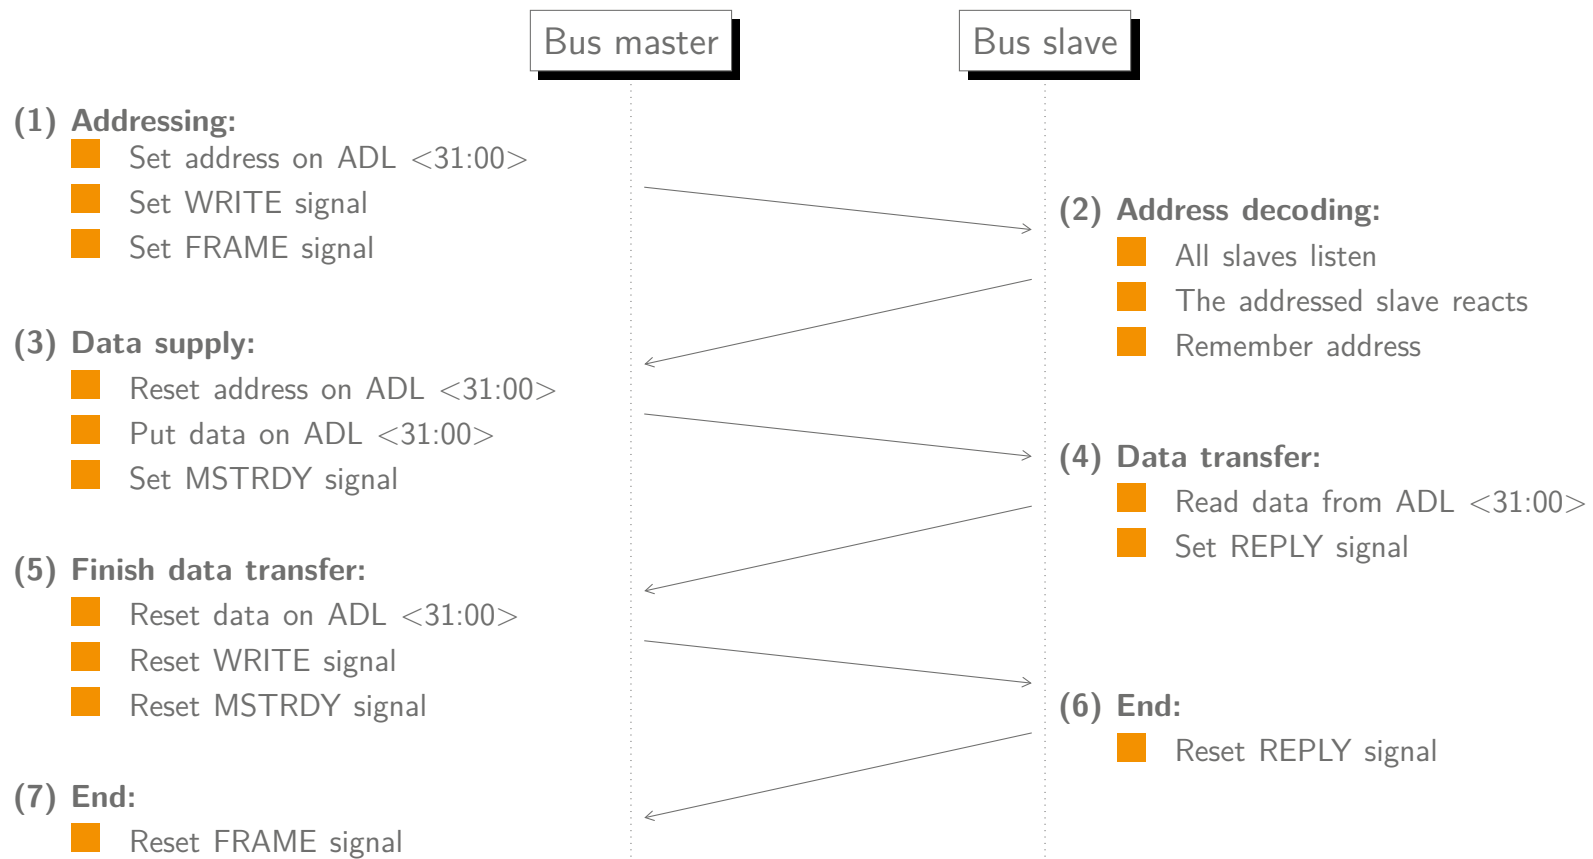 Bus master
Bus slave
(1) Addressing:
Set address on ADL <31:00>
Set WRITE signal
Set FRAME signal
(2) Address decoding:
All slaves listen
The addressed slave reacts
Remember address
(3) Data supply:
Reset address on ADL <31:00>
Put data on ADL <31:00>
Set MSTRDY signal
(4) Data transfer:
Read data from ADL <31:00>
Set REPLY signal
(5) Finish data transfer:
Reset data on ADL <31:00>
Reset WRITE signal
Reset MSTRDY signal
(6) End:
Reset REPLY signal
(7) End:
Reset FRAME signal